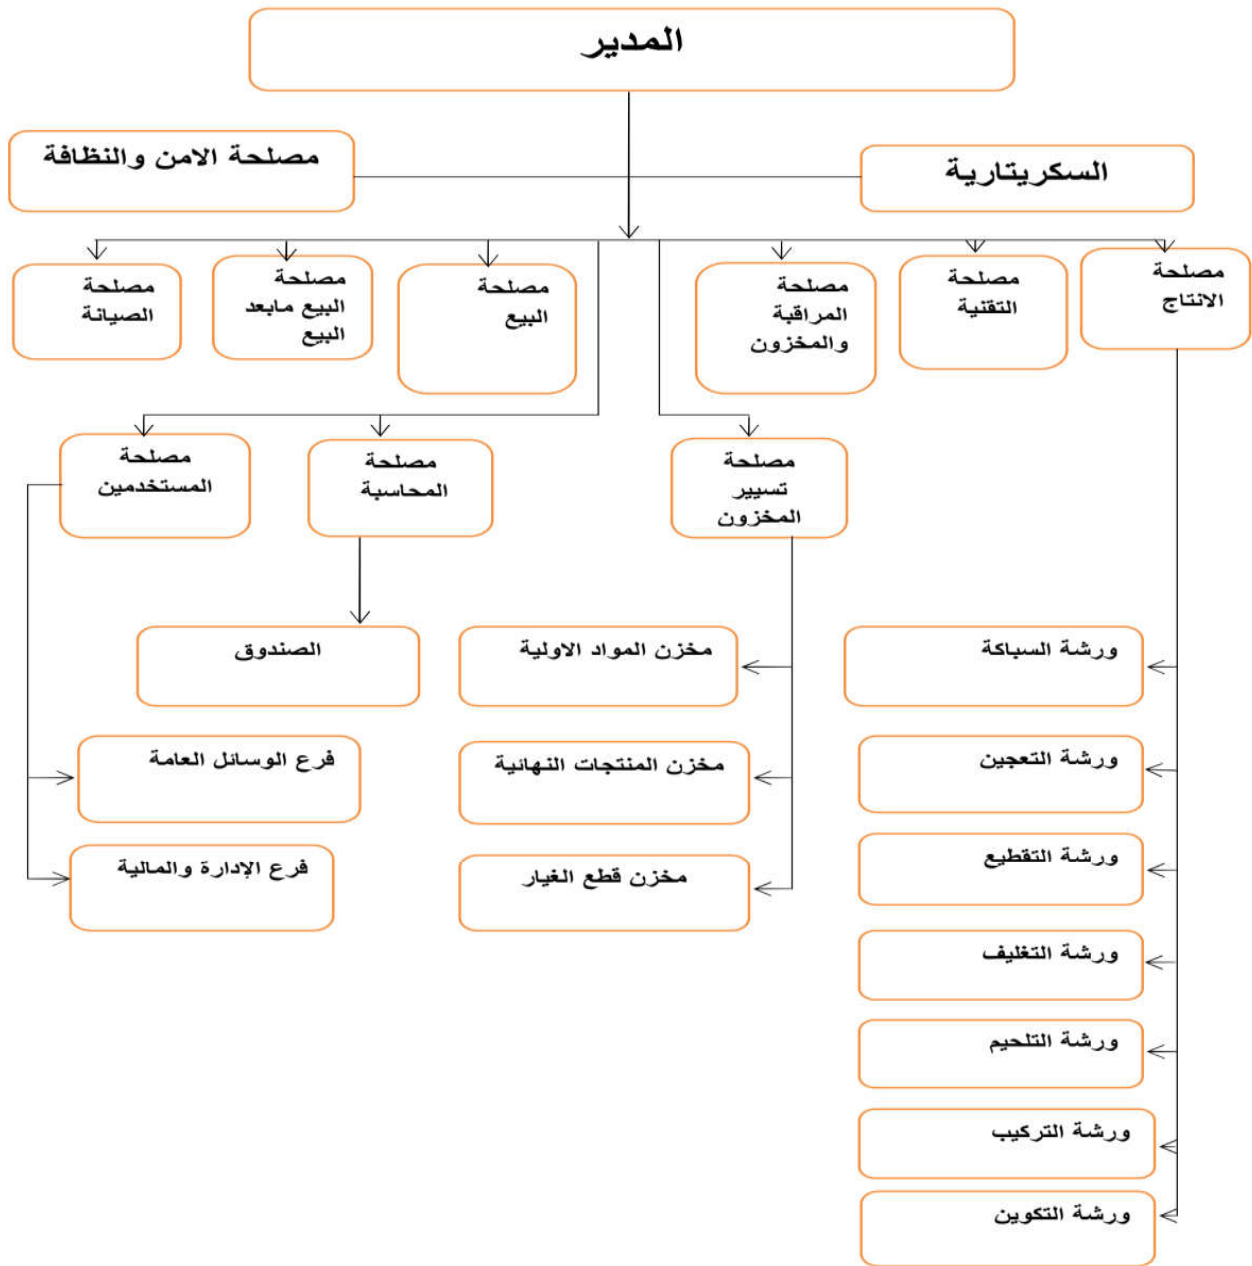 المدير
السكريتارية
مصلحة الامن والنظافة
مصلحة
الانتاج
مصلحة
التقنية
مصلحة
المراقبة
والمخزون
مصلحة
البيع
مصلحة
البيع مابعد
البيع
مصلحة
الصيانة
مصلحة
تسيير
المخزون
مصلحة
المحاسبة
مصلحة
المستخدمين
ورشة السباكة
مخزن المواد الاولية
الصندوق
ورشة التعجين
مخزن المنتجات النهائية
فرع الوسائل العامة
ورشة التقطيع
مخزن قطع الغيار
فرع الإدارة والمالية
ورشة التغليف
ورشة التلحيم
ورشة التركيب
ورشة التكوين